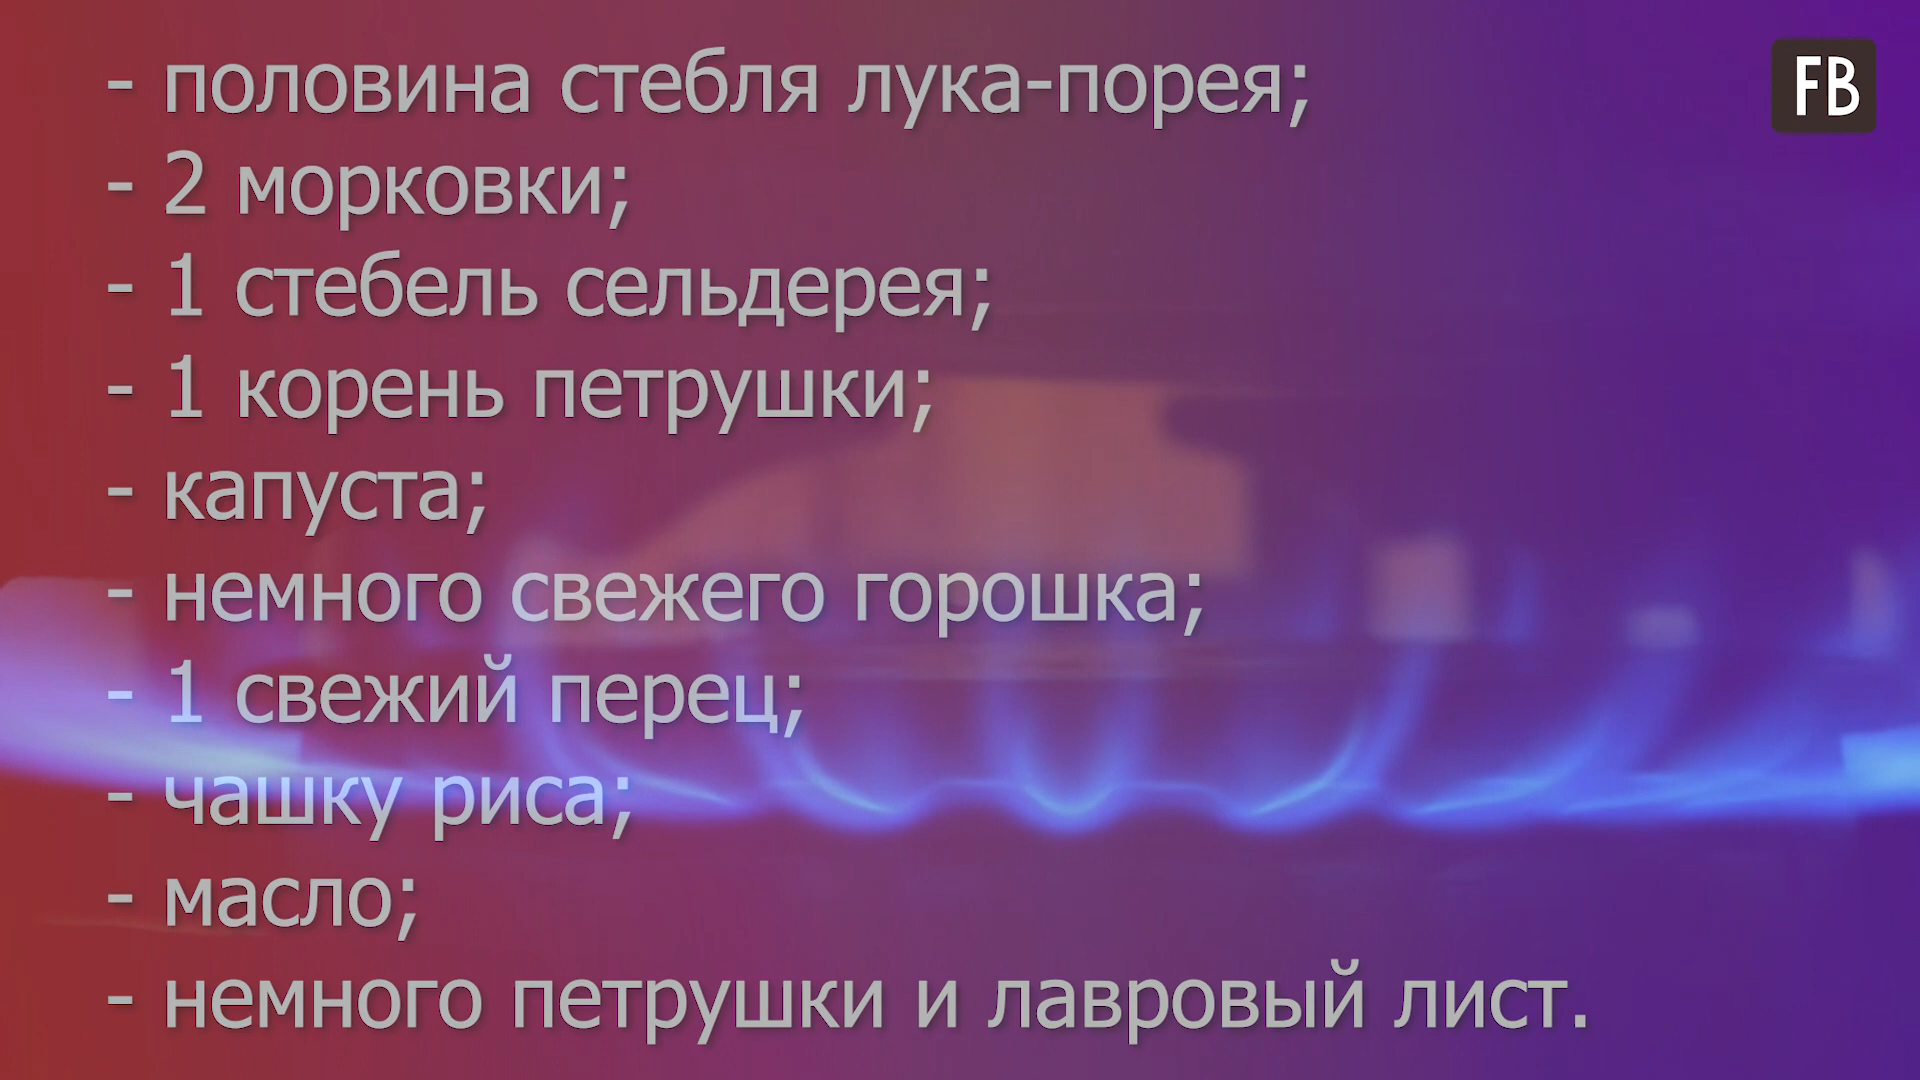 - половина стебля лука-порея;
FB
- 2 морковки;
- 1 стебель сельдерея;
- 1 корень петрушки;
- капуста;
- немного свежего горошка;
- 1 свежий перец;
- чашку риса;
- масло;
- немного петрушки и лавровый лист.